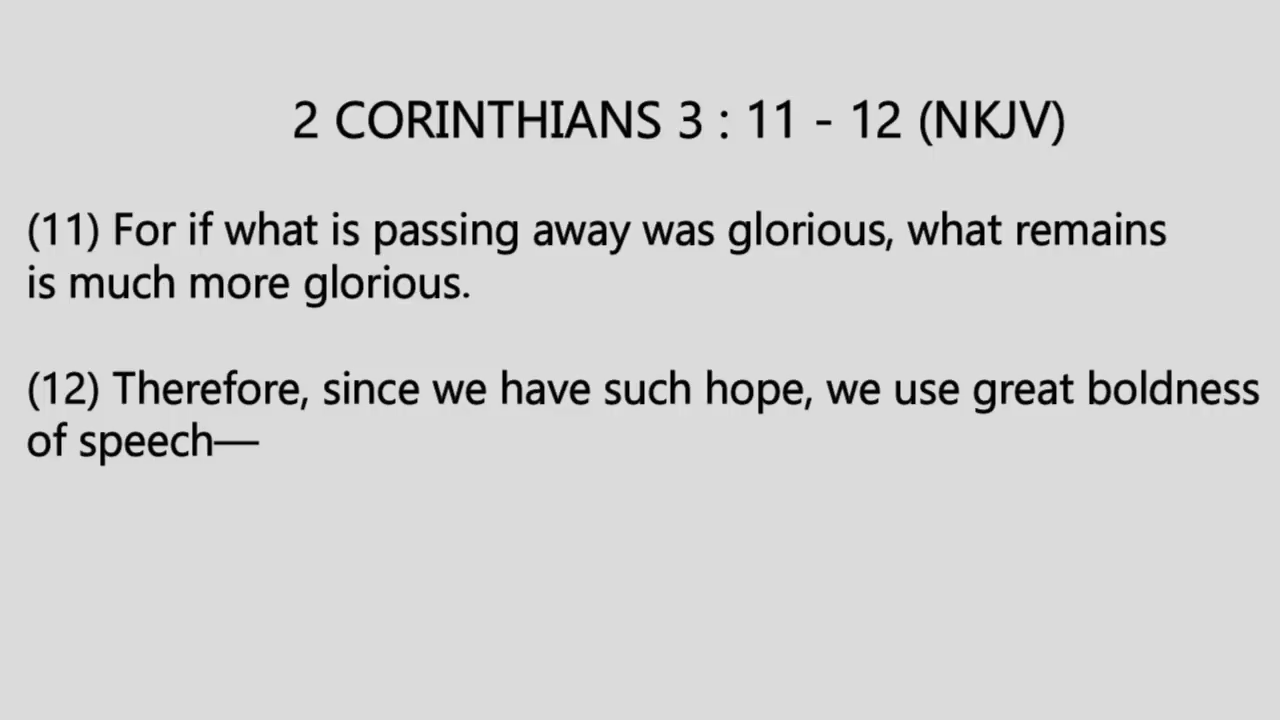 2 CORINTHIANS 3 : 11 - 12 (NKJV)
(11) For if what is passing away was glorious, what remains
is much more glorious.
(12) Therefore, since we have such hope, we use great boldness
of speech—